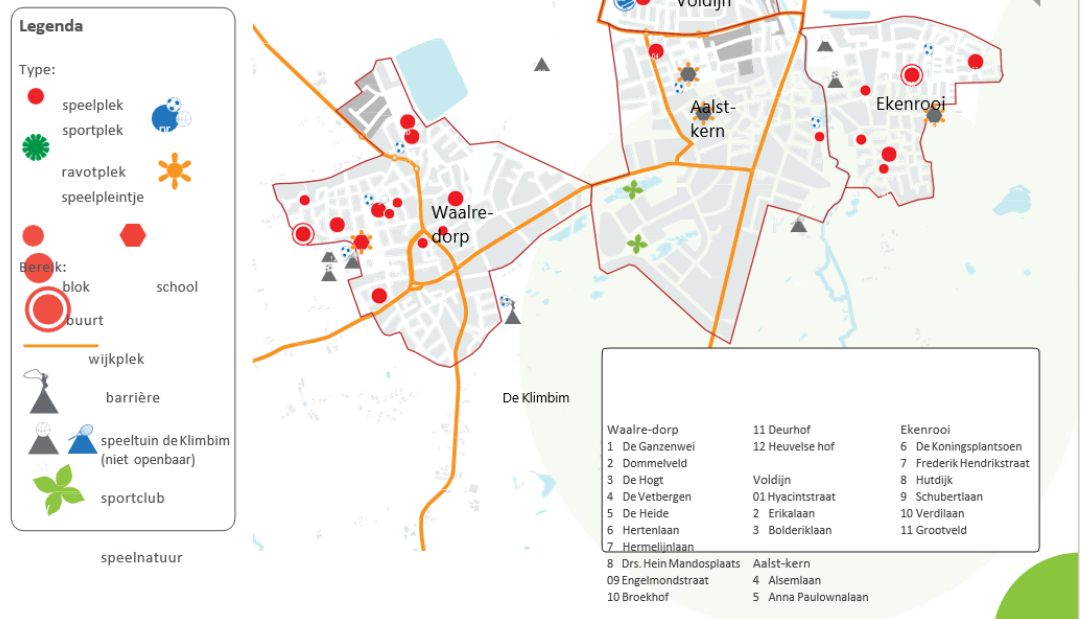 Legenda
Type:
speelplek
sportplek
ravotplek
speelpleintje
Bereik:
blok
school
buurt
wijkplek
barrière
speeltuin de Klimbim
(niet openbaar)
sportclub
speelnatuur
Voldijn
Aalst-
kern
Ekenrooi
Waalre-
dorp
De Klimbim
Waalre-dorp
1 De Ganzenwei
2 Dommelveld
3 De Hogt
4 De Vetbergen
5 De Heide
6 Hertenlaan
7 Hermelijnlaan
8 Drs. Hein Mandosplaats
09 Engelmondstraat
10 Broekhof
11 Deurhof
12 Heuvelse hof
Voldijn
01 Hyacintstraat
2 Erikalaan
3 Bolderiklaan
Aalst-kern
4 Alsemlaan
5 Anna Paulownalaan
Ekenrooi
6 De Koningsplantsoen
7 Frederik Hendrikstraat
8 Hutdijk
9 Schubertlaan
10 Verdilaan
11 Grootveld